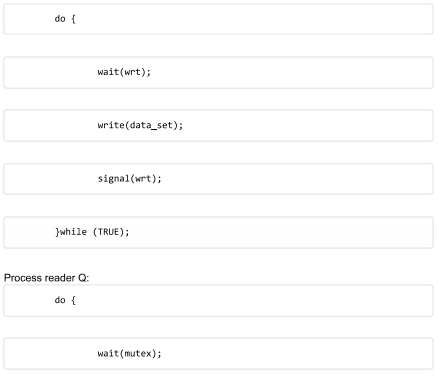 do {
wait(wrt);
write(data_set);
signal(wrt);
}while (TRUE);
Process reader Q:
do {
wait(mutex);